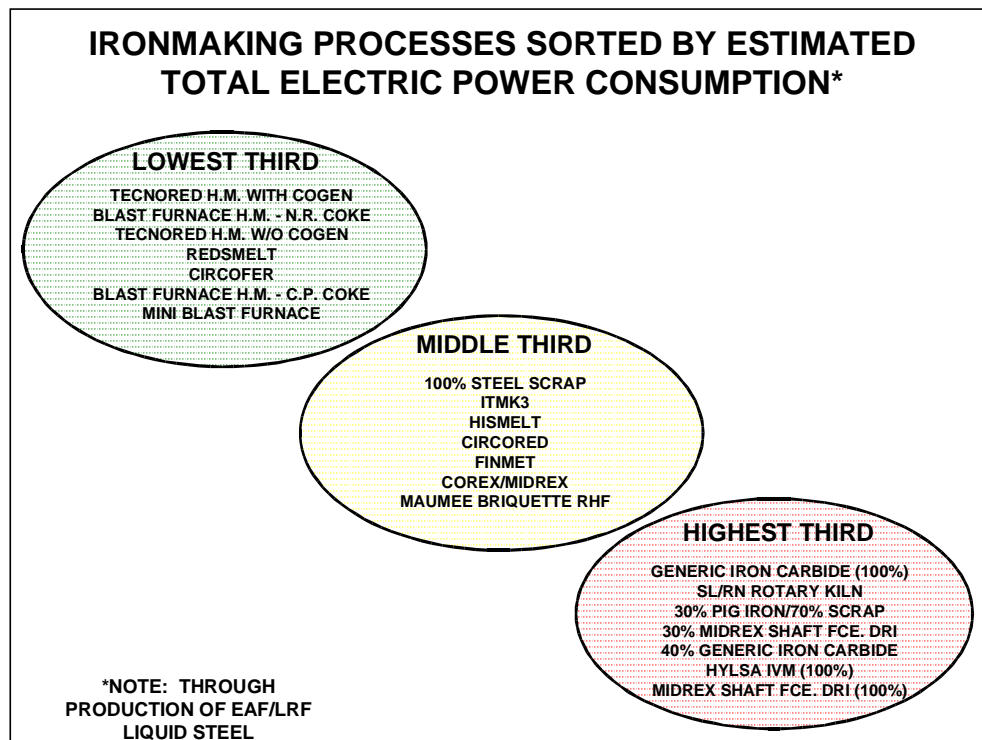 IRONMAKING PROCESSES SORTED BY ESTIMATED
TOTAL ELECTRIC POWER CONSUMPTION*
LOWEST THIRD
TECNORED H.M. WITH COGEN
BLAST FURNACE H.M. - N.R. COKE
TECNORED H.M. W/O COGEN
REDSMELT
CIRCOFER
BLAST FURNACE H.M. - C.P. COKE
MINI BLAST FURNACE
MIDDLE THIRD
100% STEEL SCRAP
ITMK3
HISMELT
CIRCORED
FINMET
COREX/MIDREX
MAUMEE BRIQUETTE RHF
HIGHEST THIRD
GENERIC IRON CARBIDE (100%)
SL/RN ROTARY KILN
30% PIG IRON/70% SCRAP
30% MIDREX SHAFT FCE. DRI
40% GENERIC IRON CARBIDE
HYLSA IVM (100%)
MIDREX SHAFT FCE. DRI (100%)
*NOTE: THROUGH
PRODUCTION OF EAF/LRF
LIQUID STEEL